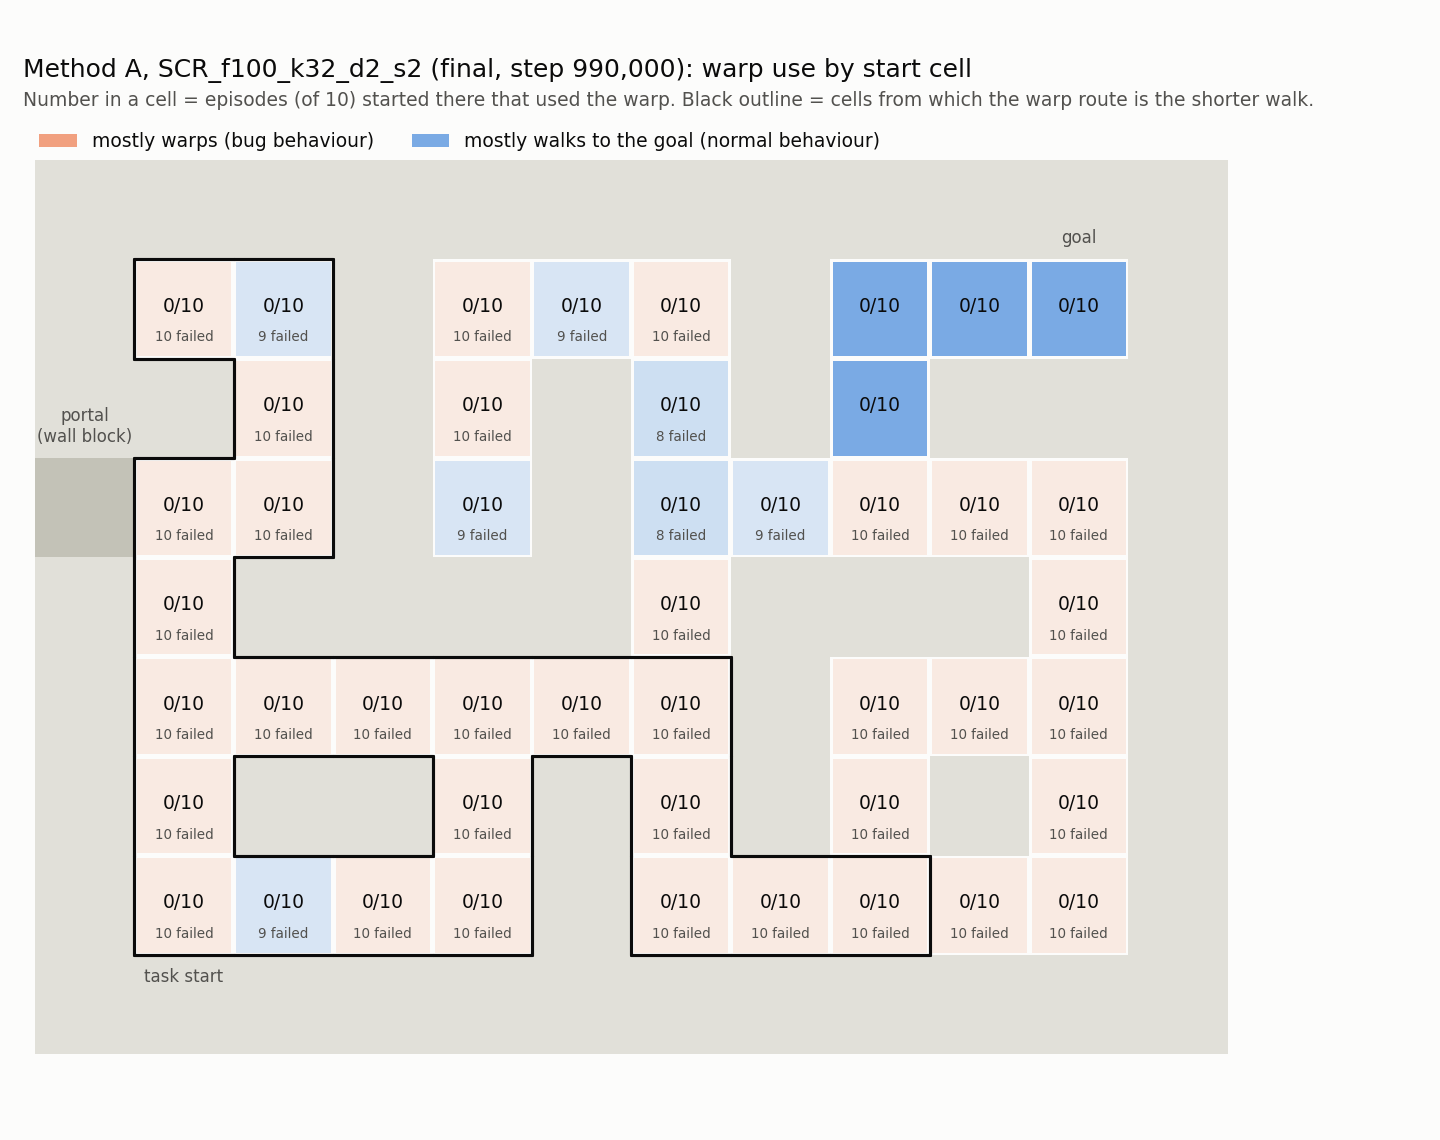 Method A, SCR_f100_k32_d2_s2 (final, step 990,000): warp use by start cell
Number in a cell = episodes (of 10) started there that used the warp. Black outline = cells from which the warp route is the shorter walk.
mostly warps (bug behaviour) mostly walks to the goal (normal behaviour)
goal
0/10 0/10 0/10 0/10 0/10 0/10 0/10 0/10
10 failed 9 failed 10 failed 9 failed 10 failed
portal
(wall block)
0/10 0/10 0/10 0/10
10 failed 10 failed 8 failed
0/10 0/10 0/10 0/10 0/10 0/10 0/10 0/10
10 failed 10 failed 9 failed 8 failed 9 failed 10 failed 10 failed 10 failed
0/10 0/10 0/10
10 failed 10 failed 10 failed
0/10 0/10 0/10 0/10 0/10 0/10 0/10 0/10 0/10
10 failed 10 failed 10 failed 10 failed 10 failed 10 failed 10 failed 10 failed 10 failed
0/10 0/10 0/10 0/10 0/10
10 failed 10 failed 10 failed 10 failed 10 failed
0/10 0/10 0/10 0/10 0/10 0/10 0/10 0/10 0/10
10 failed 9 failed 10 failed 10 failed 10 failed 10 failed 10 failed 10 failed 10 failed
task start